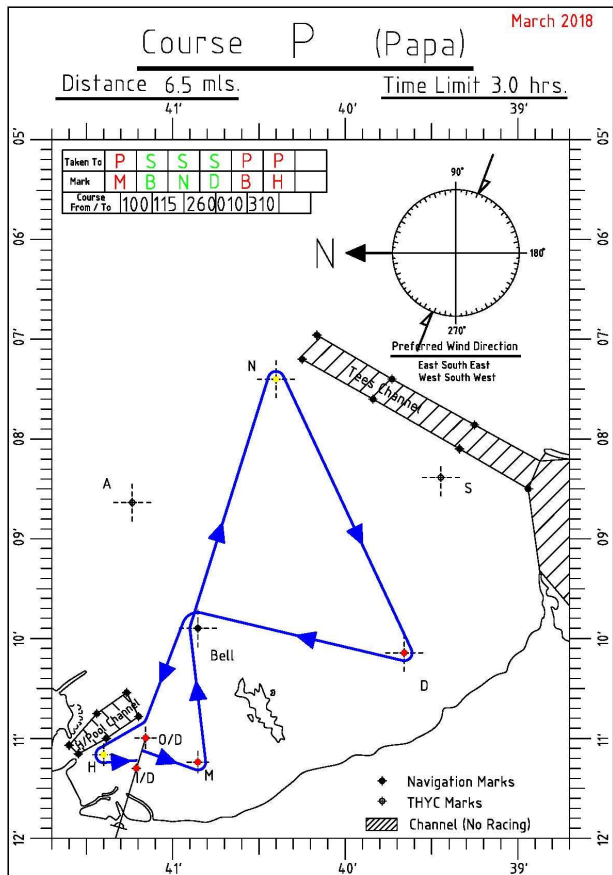 March 2018
Course P (Papa)
Distance 6.5 mls.
Time Limit 3.0 hrs.
41' 40' 39'
05'
05'
Taken To P S S S P P
Mark M B N D B H
Course From / To 100 115 260 010 310
90°
N
180°
270°
06'
06'
Preferred Wind Direction
East South East
West South West
07'
07'
N
Tees Channel
08'
08'
A
S
09'
09'
10'
10'
Bell
D
H/Pool Channel
11'
11'
O/D
H
I/D
M
Navigation Marks
THYC Marks
Channel (No Racing)
12'
12'
41' 40' 39'